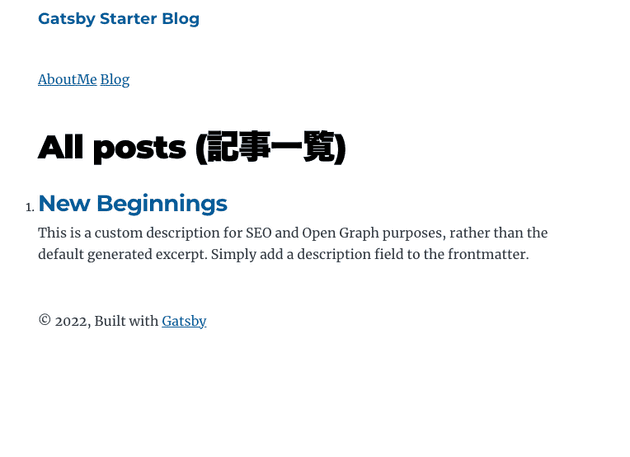 Gatsby Starter Blog
AboutMe Blog
All posts (記事一覧)
1. New Beginnings
This is a custom description for SEO and Open Graph purposes, rather than the
default generated excerpt. Simply add a description field to the frontmatter.
© 2022, Built with Gatsby